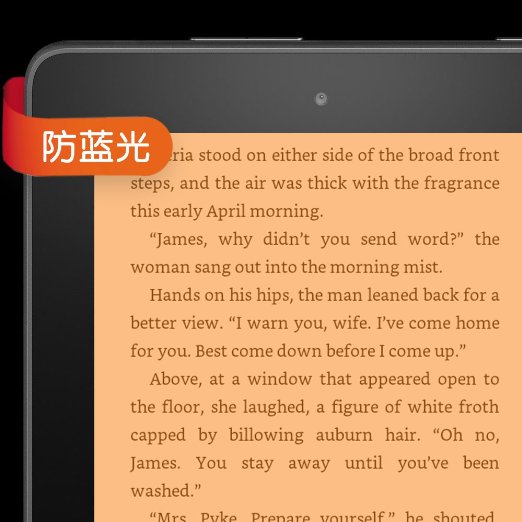 防蓝光
stood on either side of the broad front
steps, and the air was thick with the fragrance
this early April morning.
“James, why didn’t you send word?” the
woman sang out into the morning mist.
Hands on his hips, the man leaned back for a
better view. “I warn you, wife. I’ve come home
for you. Best come down before I come up.”
Above, at a window that appeared open to
the floor, she laughed, a figure of white froth
capped by billowing auburn hair. “Oh no,
James. You stay away until you’ve been
washed.”
“Mrs. Pyke. Prepare yourself,” he shouted,